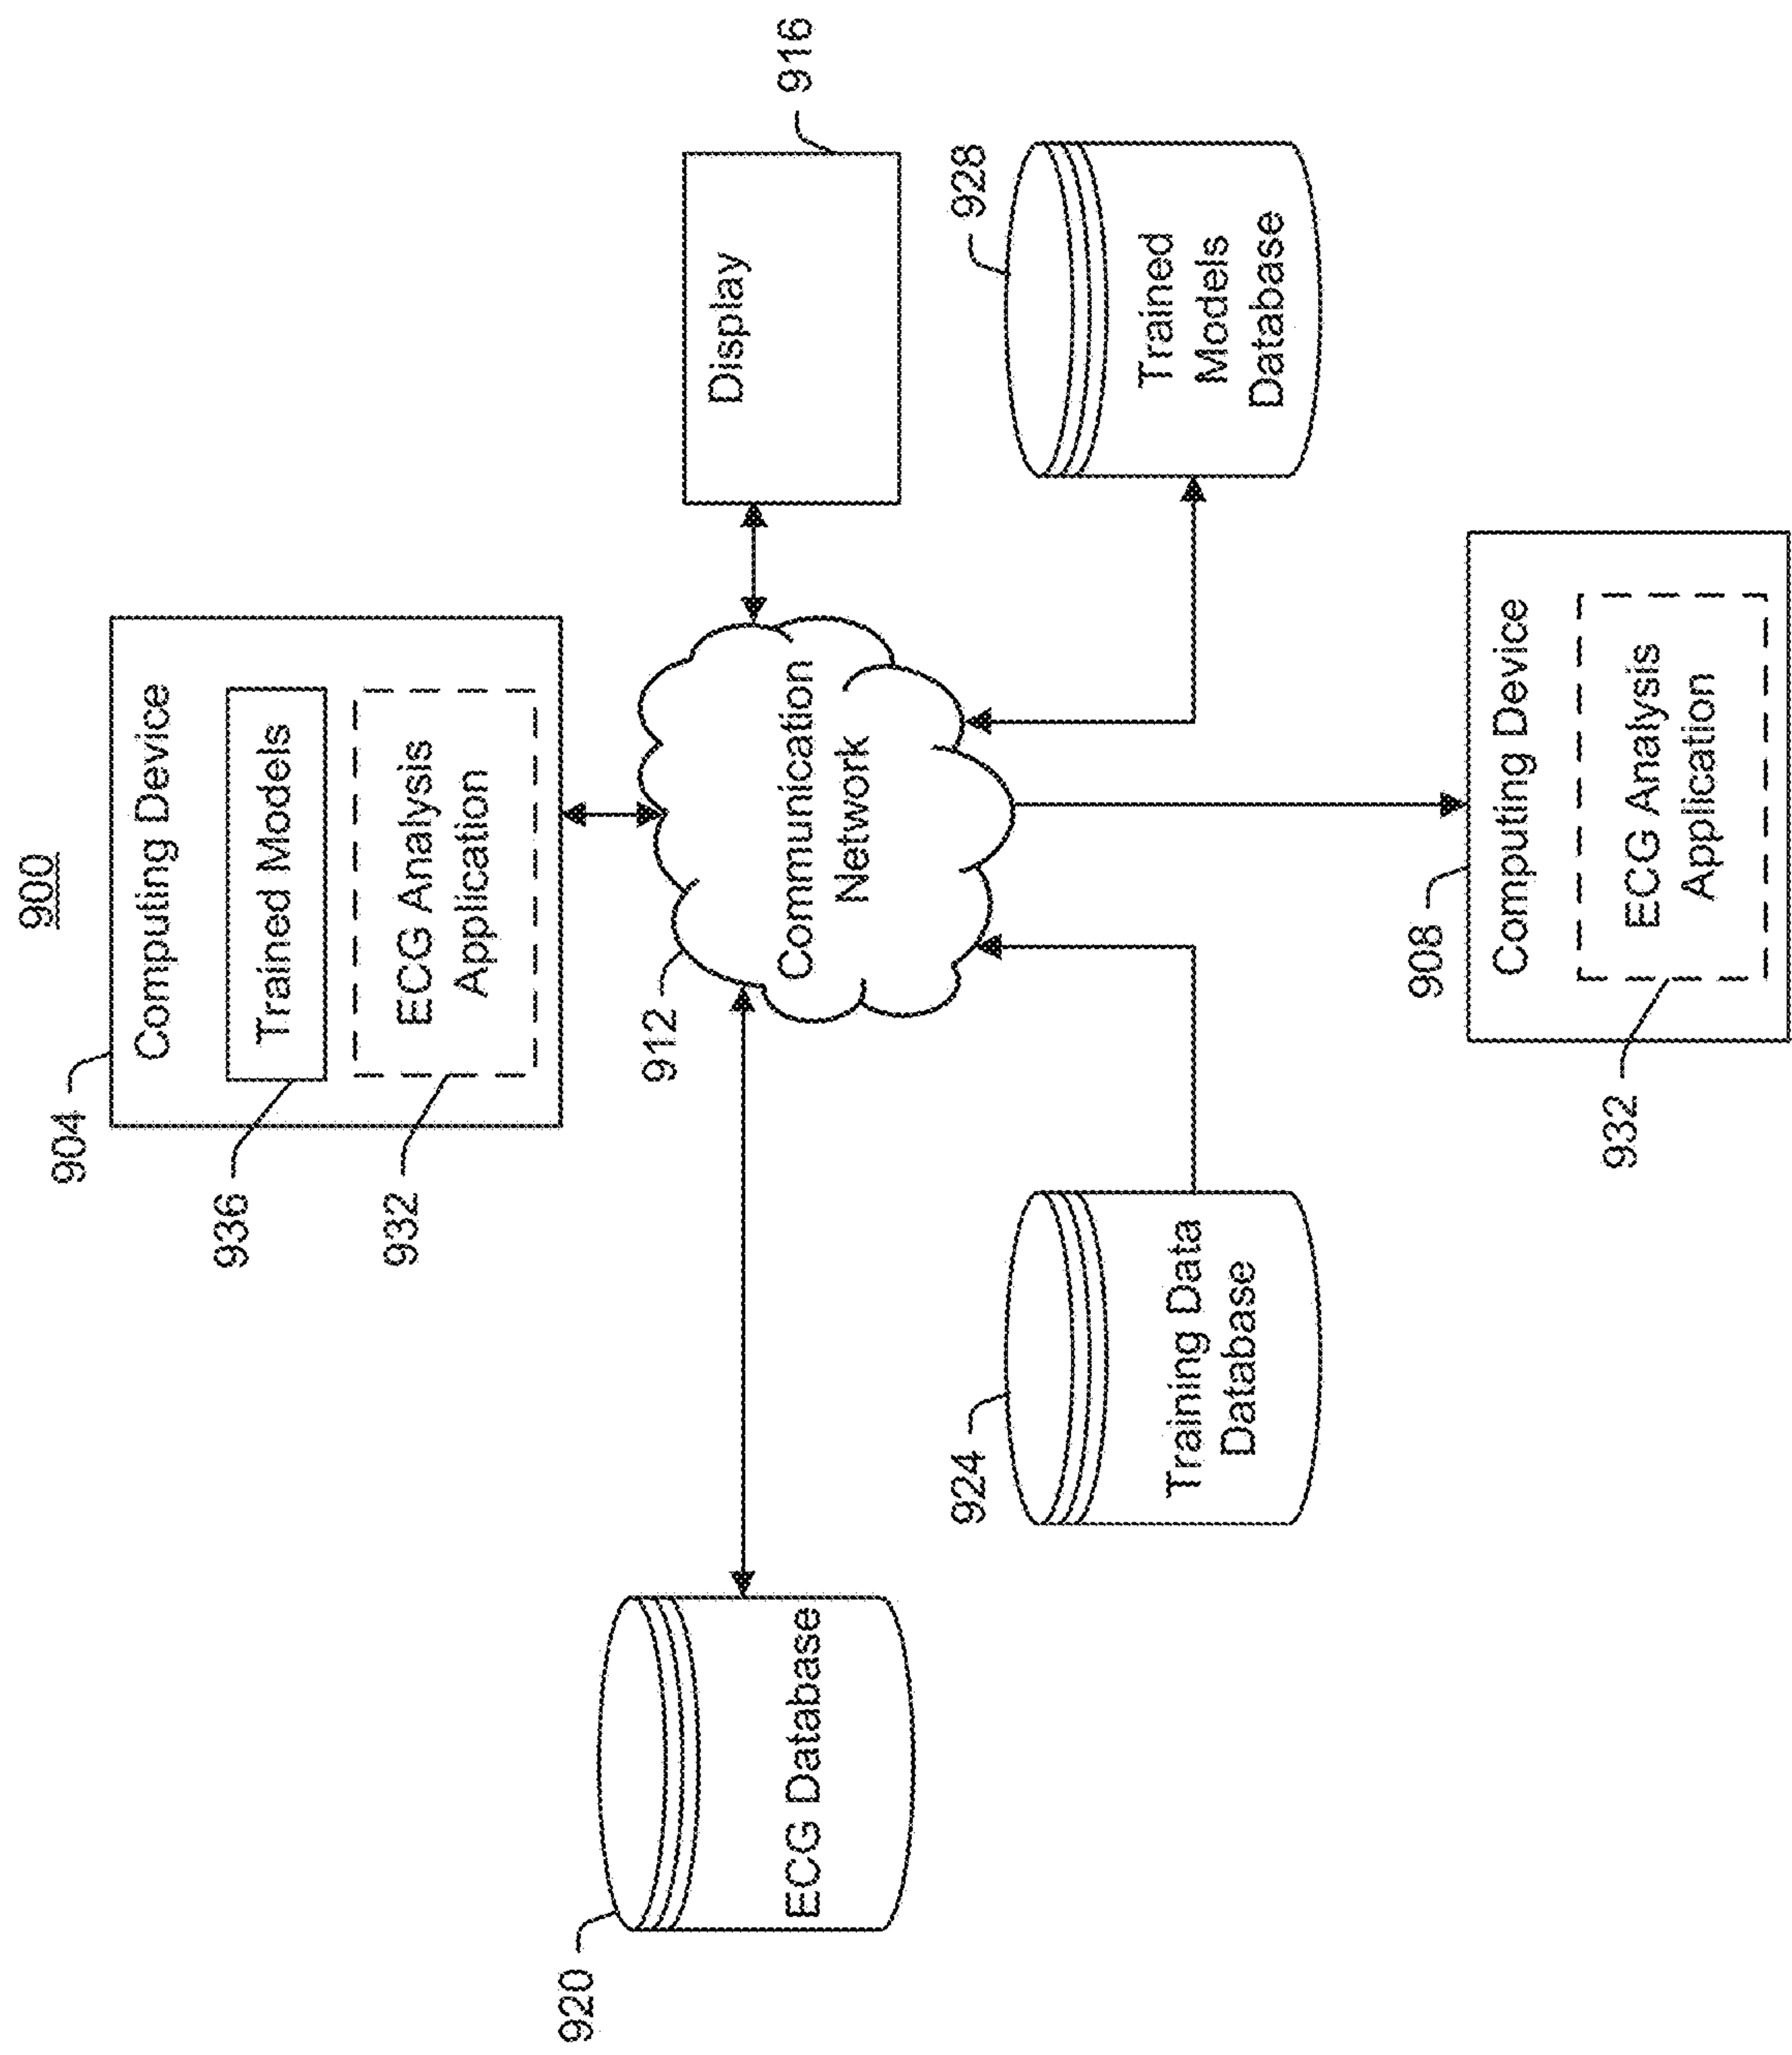 900
904
Computing Device
936
Trained Models
932
ECG Analysis
Application
920
ECG Database
912
Communication
Network
Display
916
924
Training Data
Database
928
Trained
Models
Database
908
Computing Device
932
ECG Analysis
Application